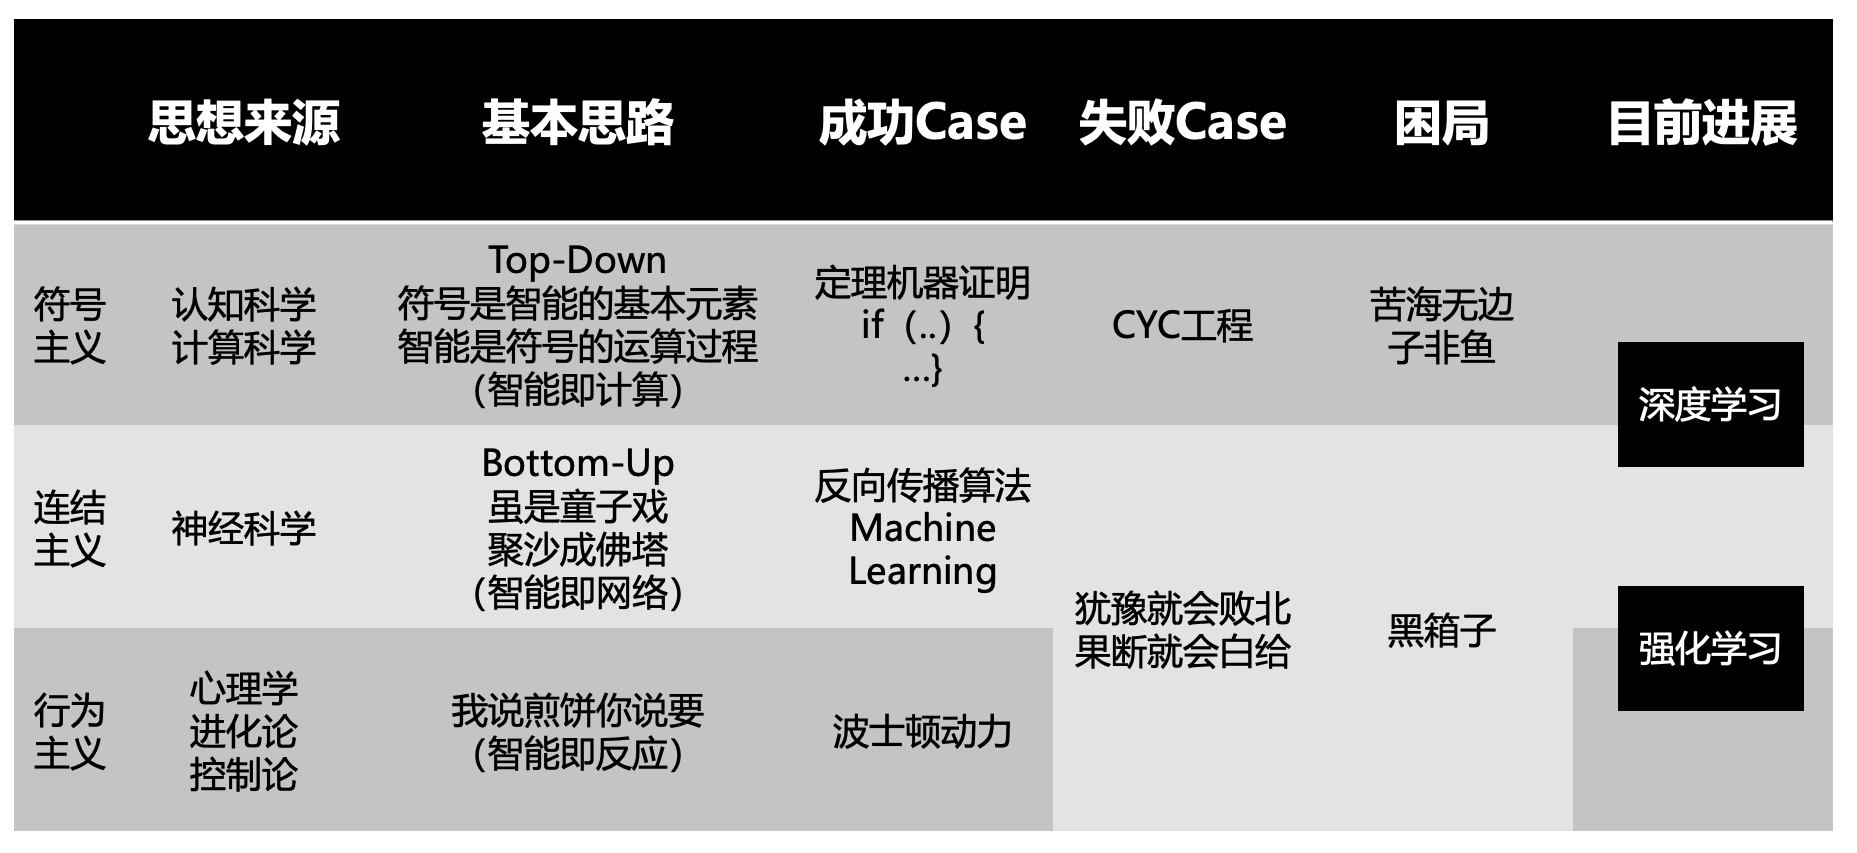 思想来源
基本思路
成功Case
失败Case
困局
目前进展
符号
主义
认知科学
计算科学
Top-Down
符号是智能的基本元素
智能是符号的运算过程
（智能即计算）
定理机器证明
if（..）{
...}
CYC工程
苦海无边
子非鱼
深度学习
连结
主义
神经科学
Bottom-Up
虽是童子戏
聚沙成佛塔
（智能即网络）
反向传播算法
Machine
Learning
犹豫就会败北
果断就会白给
黑箱子
强化学习
行为
主义
心理学
进化论
控制论
我说煎饼你说要
（智能即反应）
波士顿动力